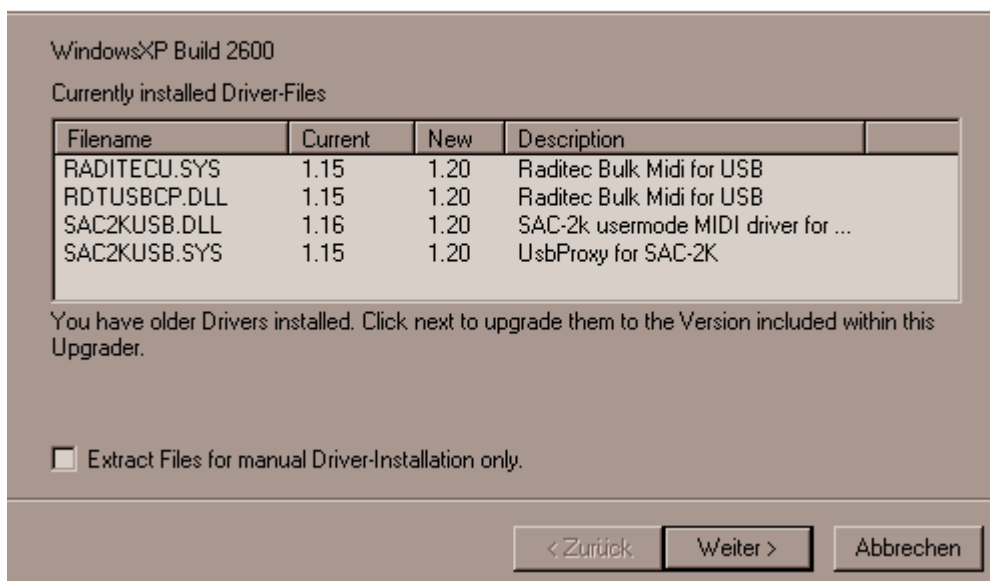 WindowsXP Build 2600
Currently installed Driver-Files
Filename Current New Description
RADITECU.SYS 1.15 1.20 Raditec Bulk Midi for USB
RDTUSBCP.DLL 1.15 1.20 Raditec Bulk Midi for USB
SAC2KUSB.DLL 1.16 1.20 SAC-2k usermode MIDI driver for ...
SAC2KUSB.SYS 1.15 1.20 UsbProxy for SAC-2K
You have older Drivers installed. Click next to upgrade them to the Version included within this
Upgrader.
Extract Files for manual Driver-Installation only.
< Zurück Weiter > Abbrechen